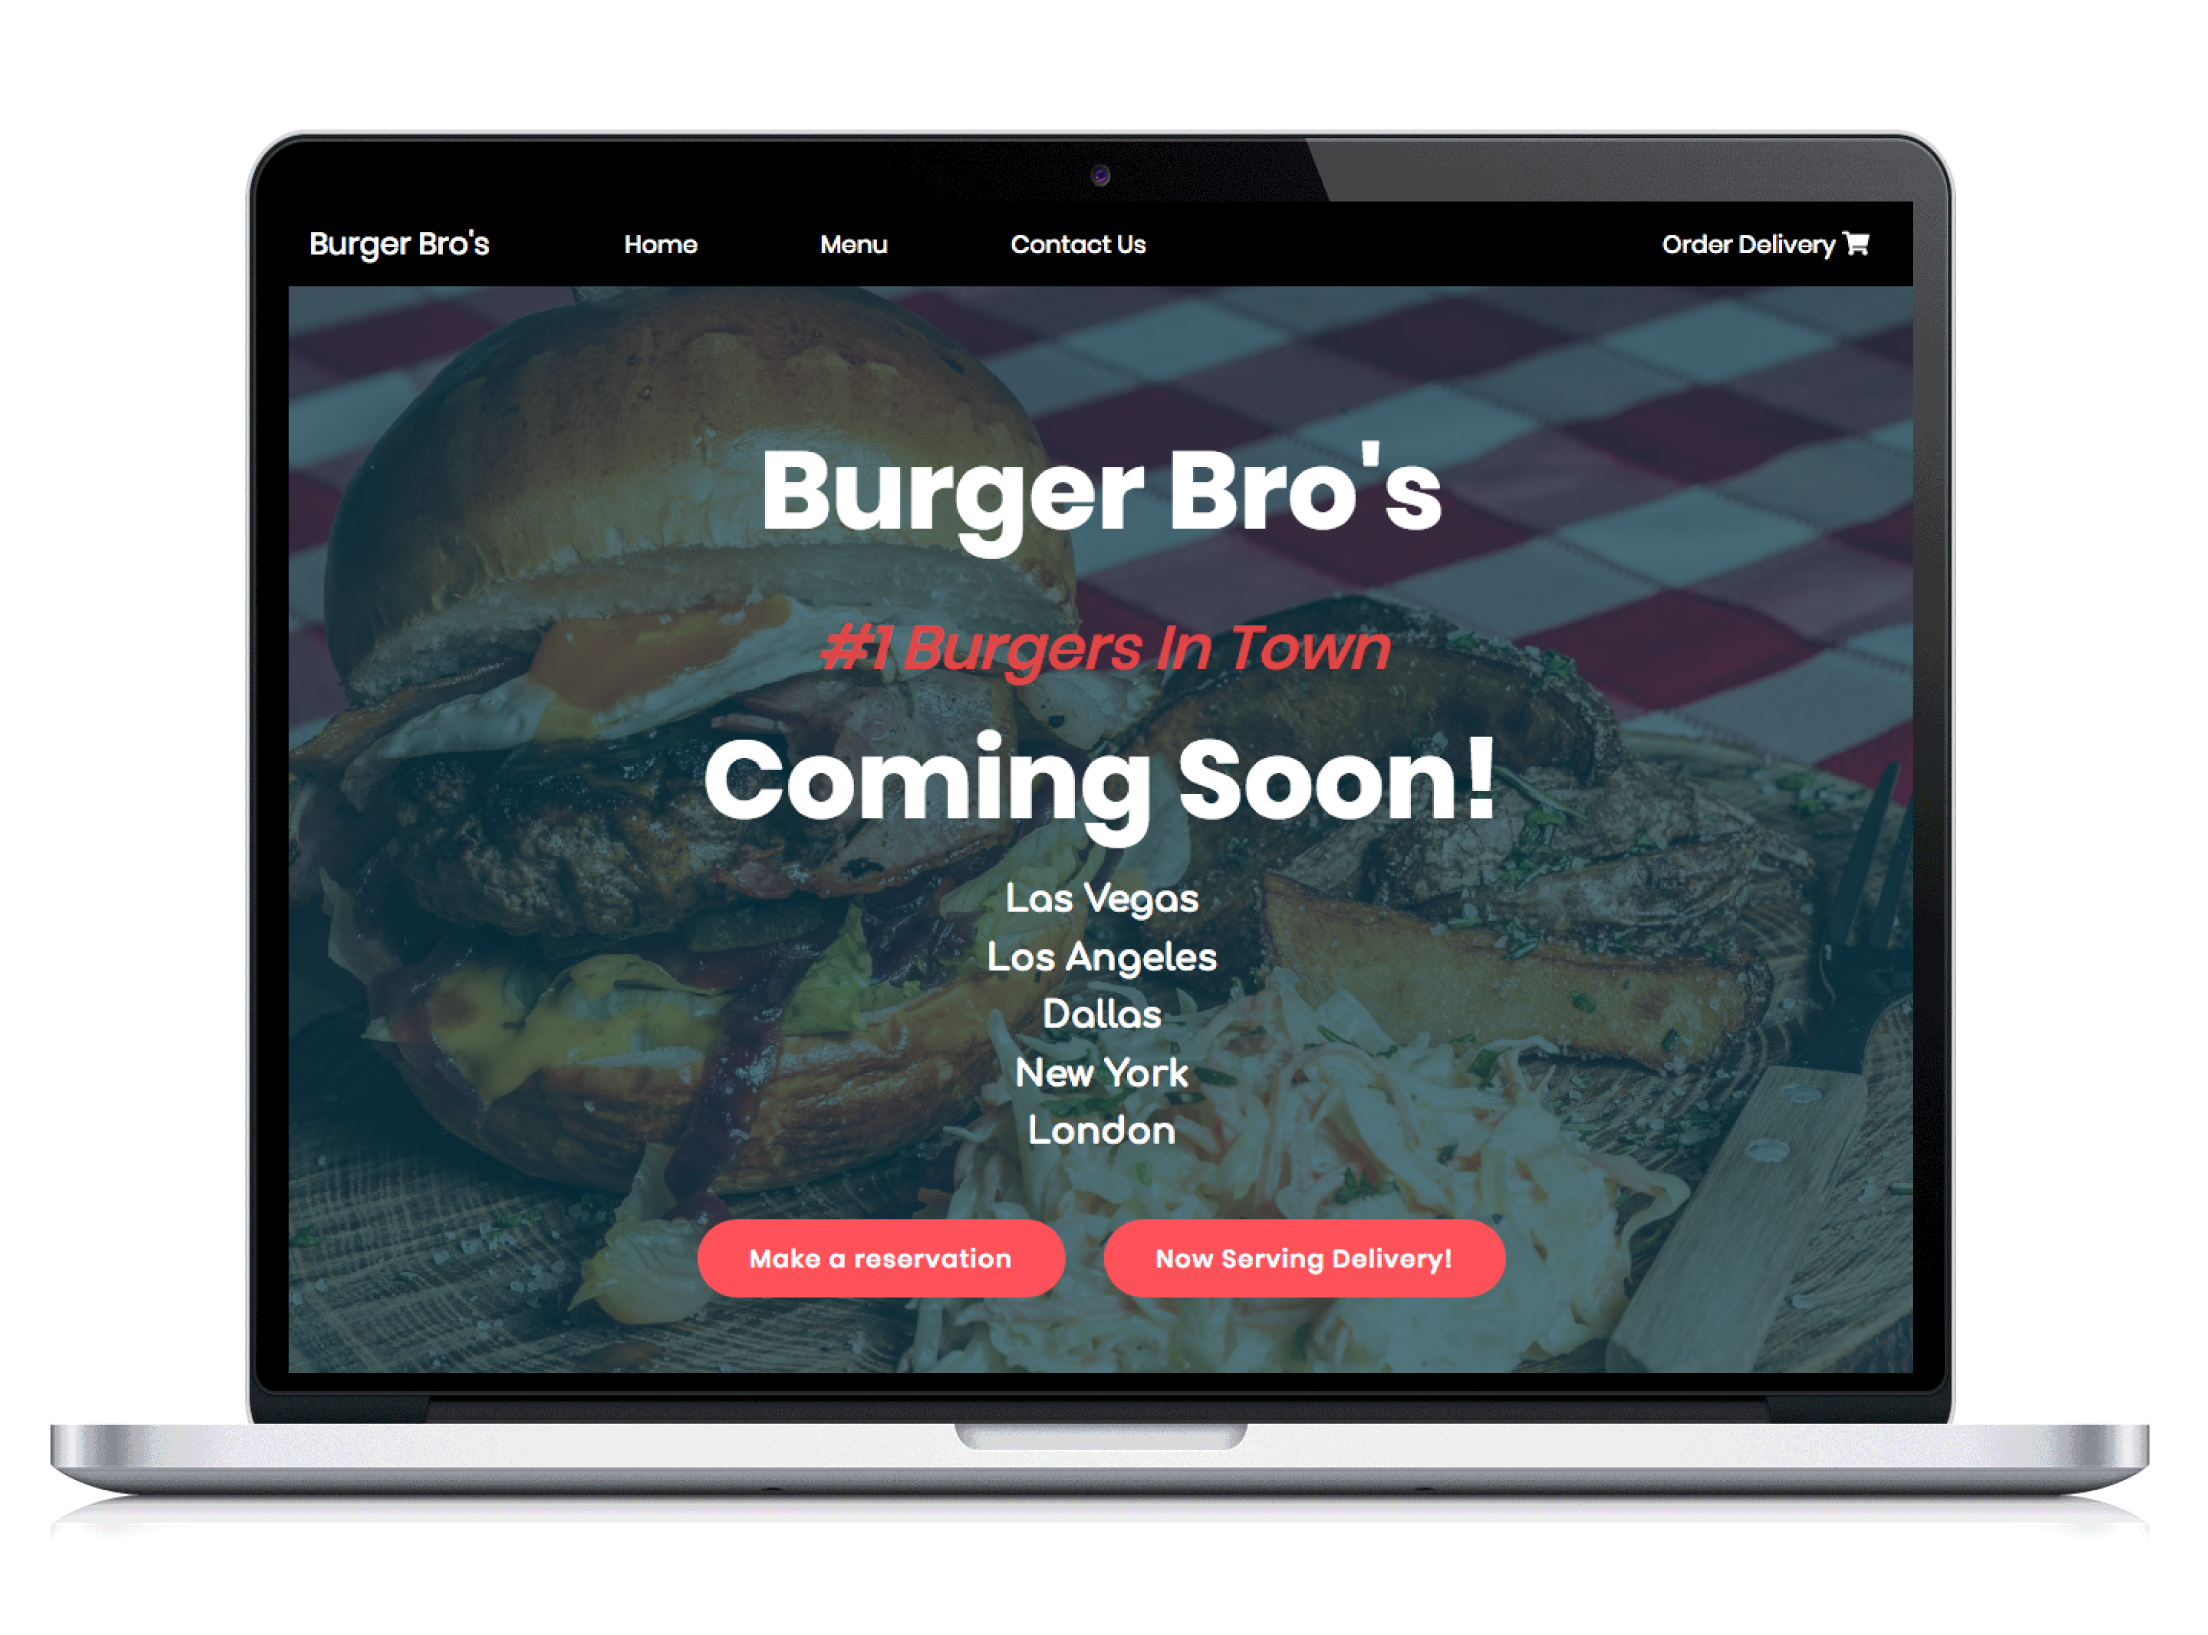 Burger Bro's
Home
Menu
Contact Us
Order Delivery
Burger Bro's
#1 Burgers In Town
Coming Soon!
Las Vegas
Los Angeles
Dallas
New York
London
Make a reservation
Now Serving Delivery!